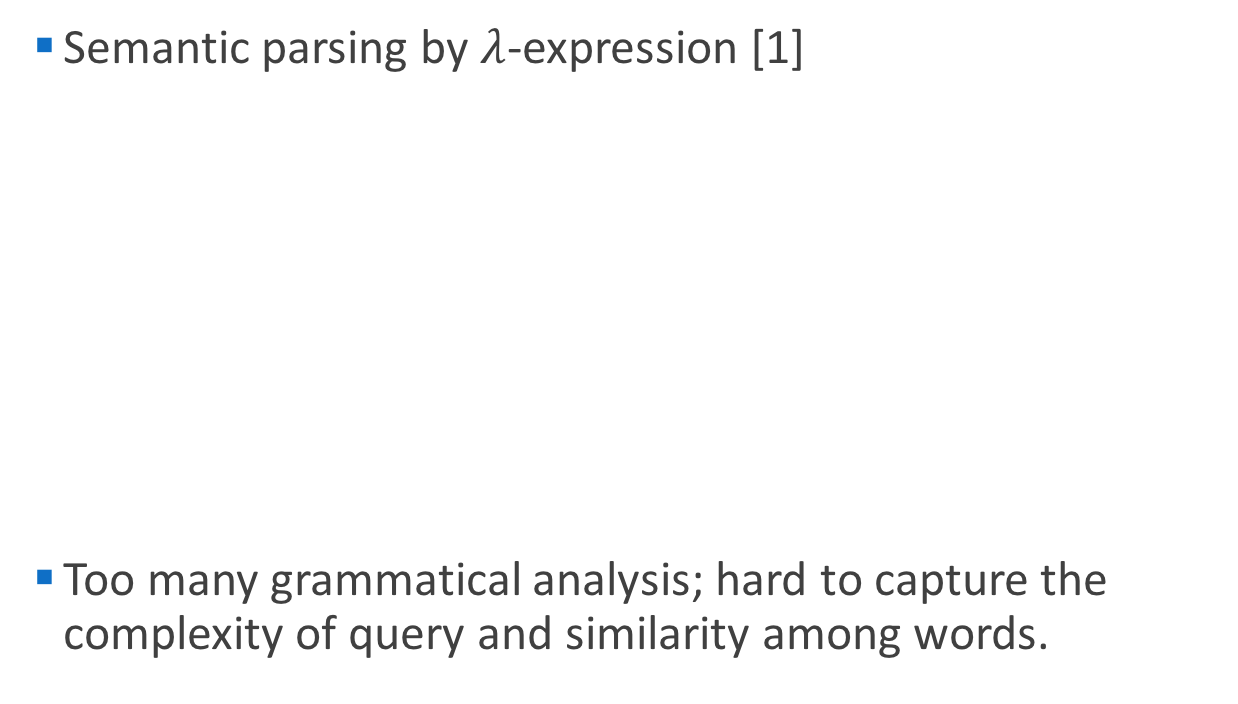 ▪ Semantic parsing by λ-expression [1]
▪ Too many grammatical analysis; hard to capture the
complexity of query and similarity among words.